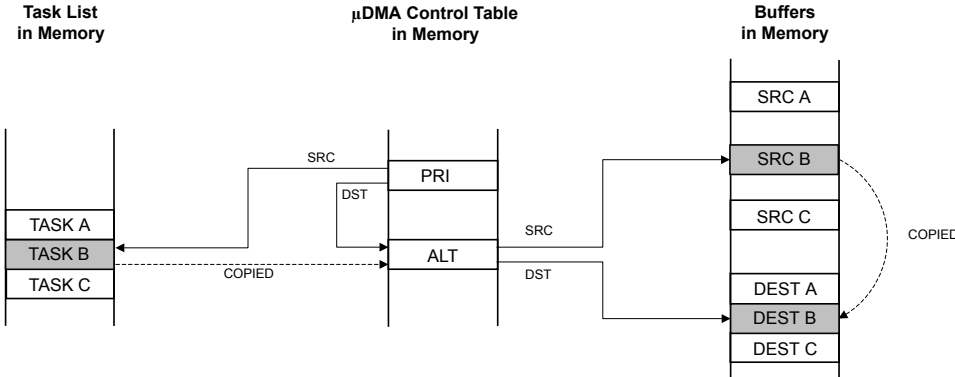 Task List
in Memory
µDMA Control Table
in Memory
Buffers
in Memory
SRC A
SRC
SRC B
PRI
DST
TASK A
SRC C
SRC
COPIED
TASK B
ALT
COPIED
DST
TASK C
DEST A
DEST B
DEST C